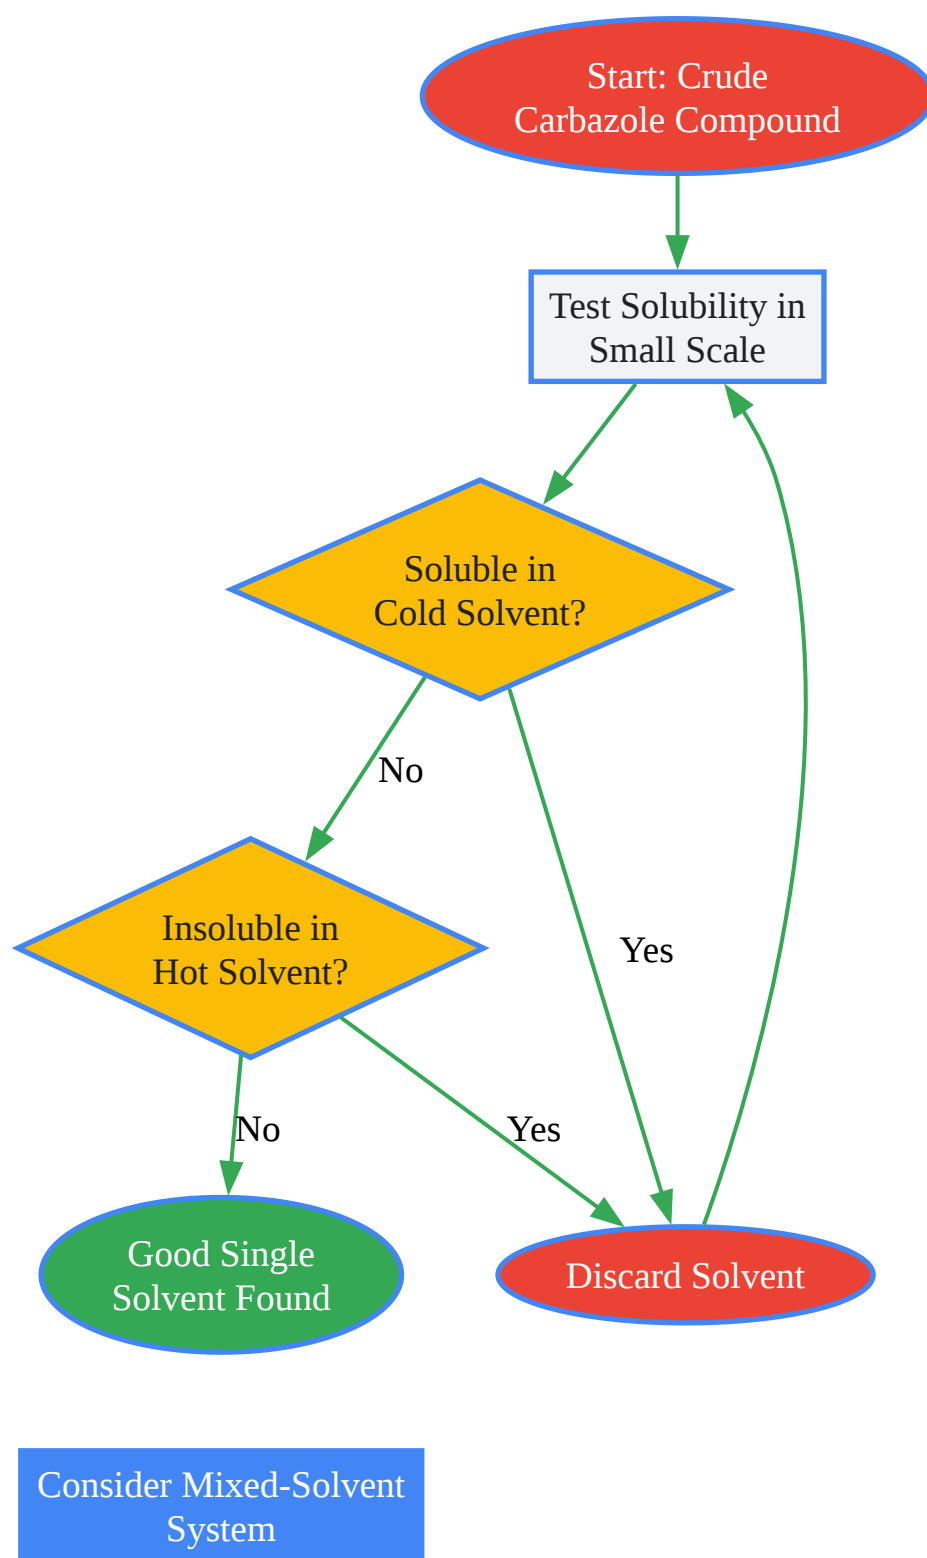 Start: Crude
Carbazole Compound
Test Solubility in
Small Scale
Soluble in
Cold Solvent?
No
Yes
Insoluble in
Hot Solvent?
No
Yes
Good Single
Solvent Found
Discard Solvent
Consider Mixed-Solvent
System